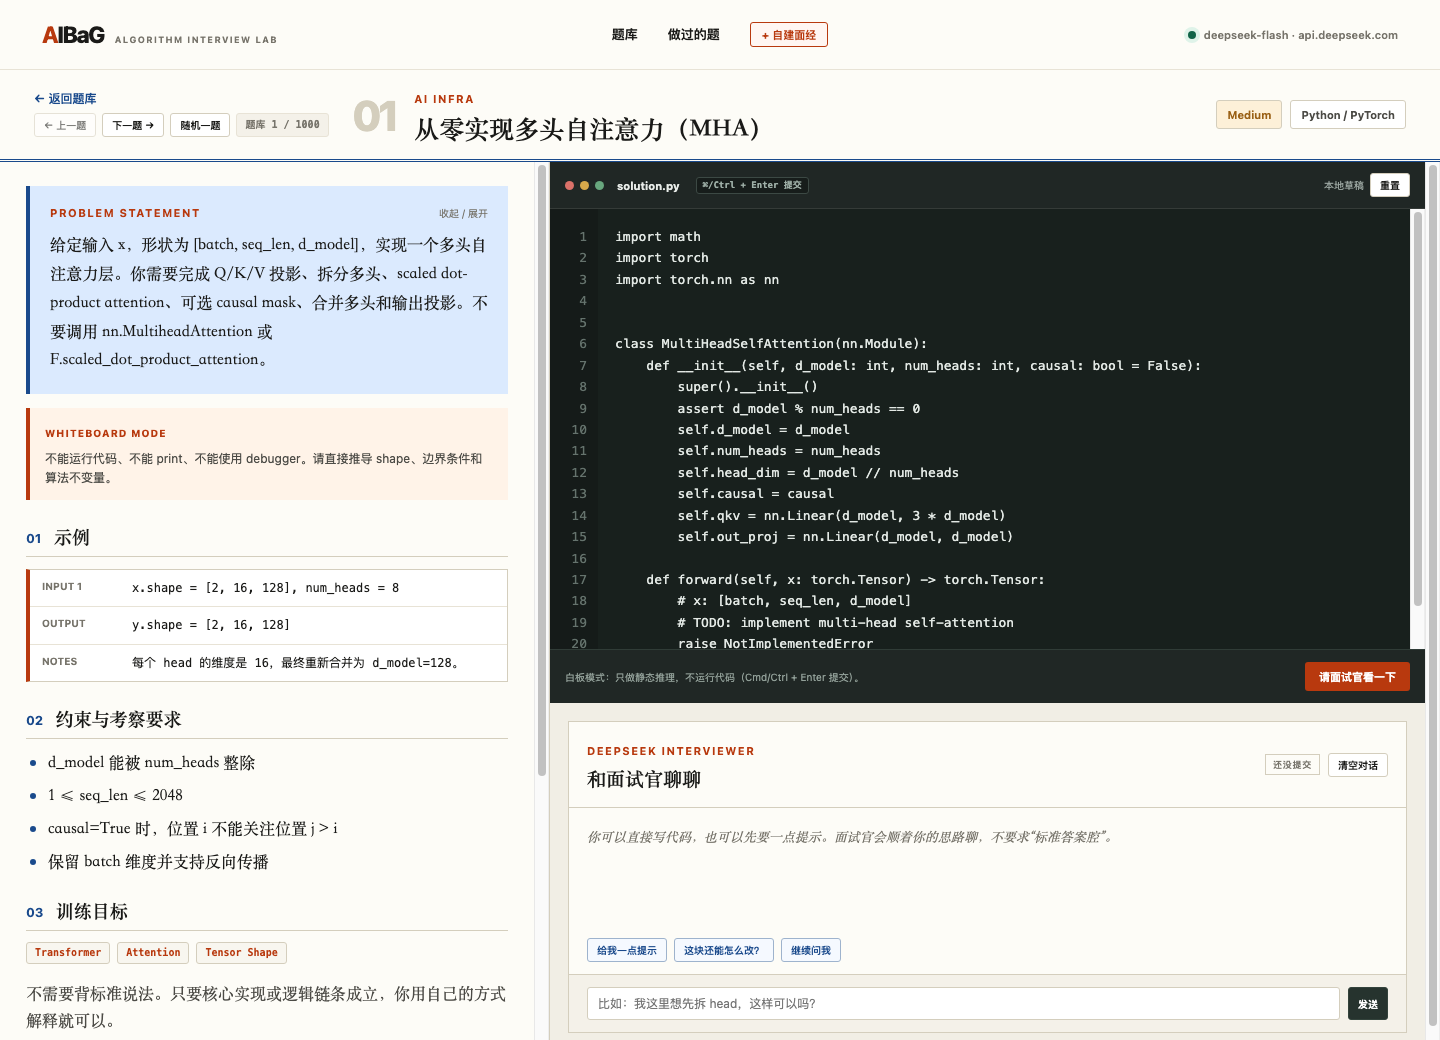 AIBaG ALGORITHM INTERVIEW LAB
题库 做过的题 + 自建面经
deepseek-flash · api.deepseek.com
← 返回题库
← 上一题 下一题 → 随机一题 题库 1 / 1000
01
AI INFRA
从零实现多头自注意力（MHA）
Medium Python / PyTorch
PROBLEM STATEMENT 收起 / 展开
给定输入 x，形状为 [batch, seq_len, d_model]，实现一个多头自
注意力层。你需要完成 Q/K/V 投影、拆分多头、scaled dot-
product attention、可选 causal mask、合并多头和输出投影。不
要调用 nn.MultiheadAttention 或
F.scaled_dot_product_attention。
WHITEBOARD MODE
不能运行代码、不能 print、不能使用 debugger。请直接推导 shape、边界条件和
算法不变量。
01 示例
INPUT 1 x.shape = [2, 16, 128], num_heads = 8
OUTPUT y.shape = [2, 16, 128]
NOTES 每个 head 的维度是 16，最终重新合并为 d_model=128。
02 约束与考察要求
d_model 能被 num_heads 整除
1 ≤ seq_len ≤ 2048
causal=True 时，位置 i 不能关注位置 j > i
保留 batch 维度并支持反向传播
03 训练目标
Transformer Attention Tensor Shape
不需要背标准说法。只要核心实现或逻辑链条成立，你用自己的方式
解释就可以。
solution.py ⌘/Ctrl + Enter 提交 本地草稿 重置
1 import math
2 import torch
3 import torch.nn as nn
4
5
6 class MultiHeadSelfAttention(nn.Module):
7 def __init__(self, d_model: int, num_heads: int, causal: bool = False):
8 super().__init__()
9 assert d_model % num_heads == 0
10 self.d_model = d_model
11 self.num_heads = num_heads
12 self.head_dim = d_model // num_heads
13 self.causal = causal
14 self.qkv = nn.Linear(d_model, 3 * d_model)
15 self.out_proj = nn.Linear(d_model, d_model)
16
17 def forward(self, x: torch.Tensor) -> torch.Tensor:
18 # x: [batch, seq_len, d_model]
19 # TODO: implement multi-head self-attention
20 raise NotImplementedError
白板模式：只做静态推理，不运行代码（Cmd/Ctrl + Enter 提交）。 请面试官看一下
DEEPSEEK INTERVIEWER
和面试官聊聊
还没提交 清空对话
你可以直接写代码，也可以先要一点提示。面试官会顺着你的思路聊，不要求“标准答案腔”。
给我一点提示 这块还能怎么改？ 继续问我
比如：我这里想先拆 head，这样可以吗？ 发送